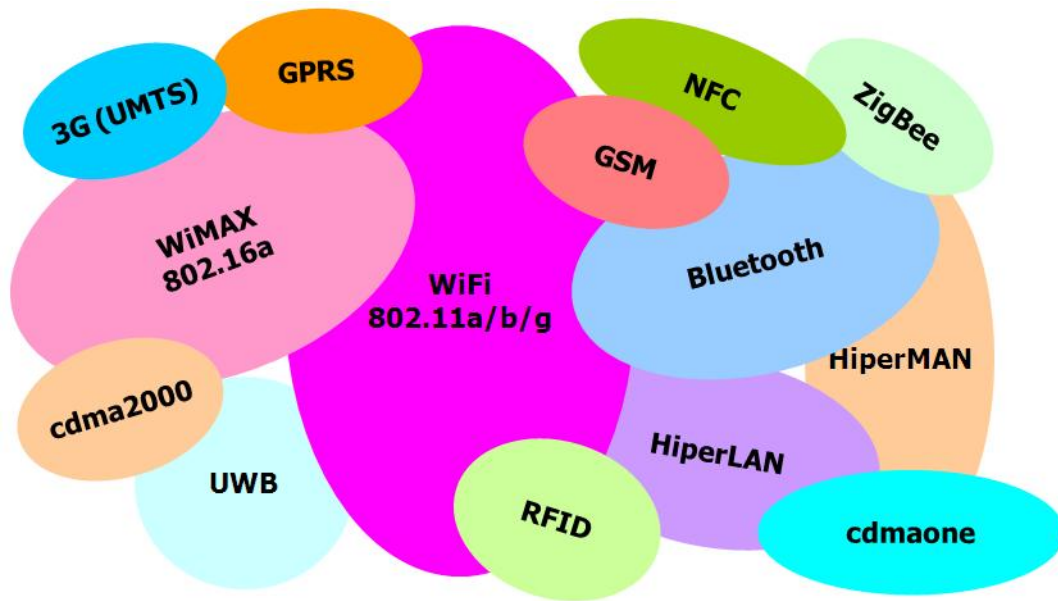 3G (UMTS)
GPRS
NFC
ZigBee
GSM
WiMAX
802.16a
WiFi
802.11a/b/g
Bluetooth
HiperMAN
cdma2000
UWB
HiperLAN
RFID
cdmaone